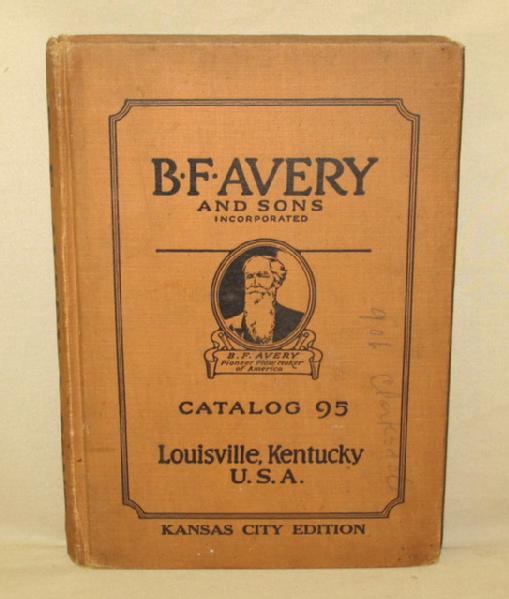 B·F·AVERY
AND SONS
INCORPORATED
B. F. AVERY
Pioneer Plow maker
of America
CATALOG 95
Louisville, Kentucky
U.S.A.
KANSAS CITY EDITION